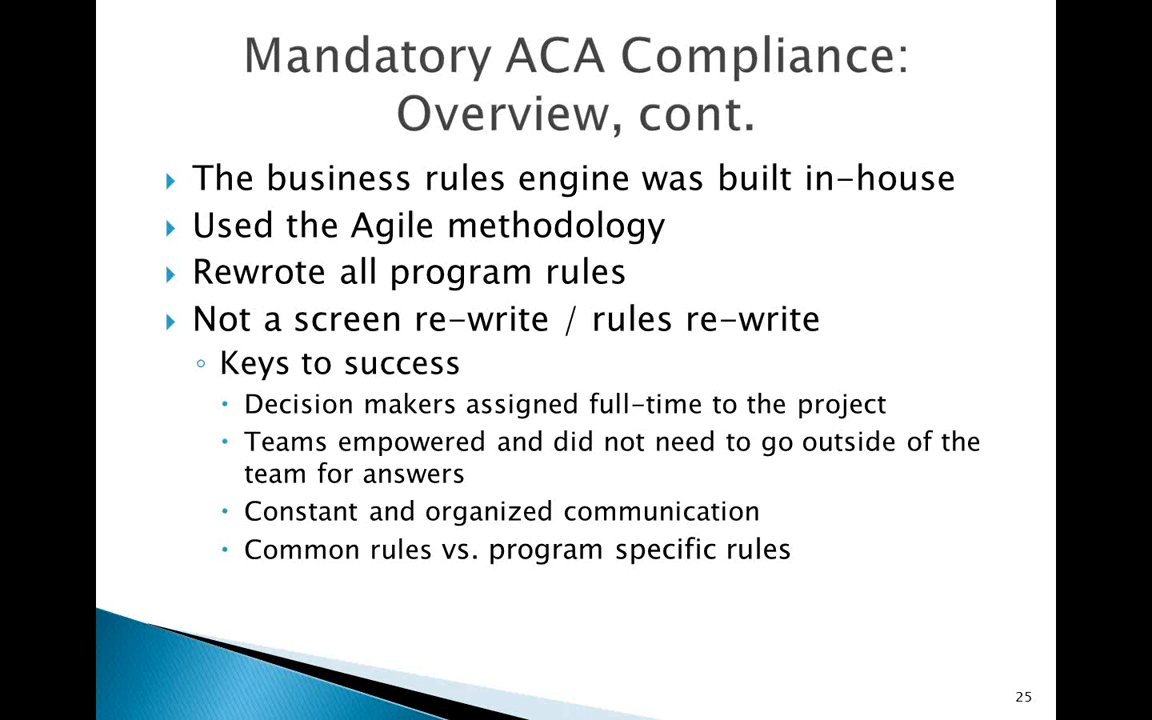 Mandatory ACA Compliance:
Overview, cont.
The business rules engine was built in-house
Used the Agile methodology
Rewrote all program rules
Not a screen re-write / rules re-write
Keys to success
Decision makers assigned full-time to the project
Teams empowered and did not need to go outside of the
team for answers
Constant and organized communication
Common rules vs. program specific rules
25